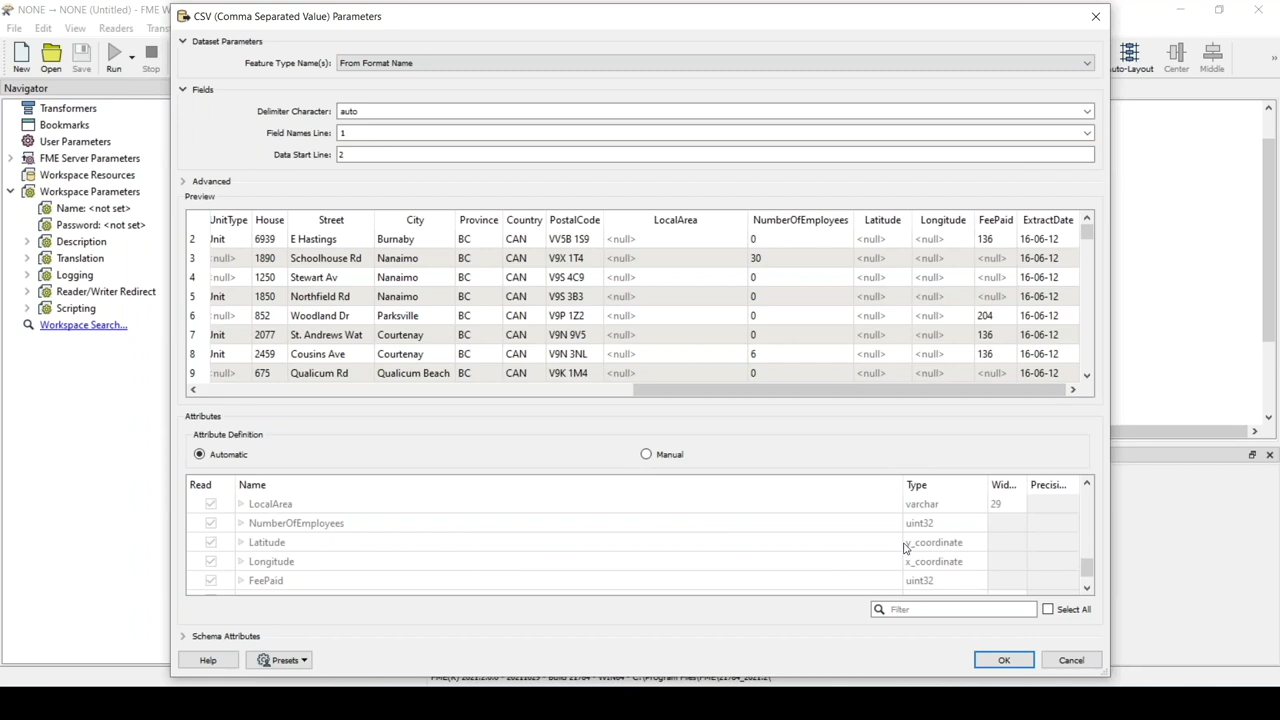 NONE → NONE (Untitled) - FME W
CSV (Comma Separated Value) Parameters
File Edit View Readers
New Open Save Run Stop
Auto-Layout Center Middle
Navigator
Transformers
Bookmarks
User Parameters
FME Server Parameters
Workspace Resources
Workspace Parameters
Name: <not set>
Password: <not set>
Description
Translation
Logging
Reader/Writer Redirect
Scripting
Workspace Search...
Dataset Parameters
Feature Type Name(s): From Format Name
Fields
Delimiter Character: auto
Field Names Line: 1
Data Start Line: 2
Advanced
Preview
UnitType House Street City Province Country PostalCode LocalArea NumberOfEmployees Latitude Longitude FeePaid ExtractDate
2 Unit 6939 E Hastings Burnaby BC CAN VV5B 1S9 <null> 0 <null> <null> 136 16-06-12
3 <null> 1890 Schoolhouse Rd Nanaimo BC CAN V9X 1T4 <null> 30 <null> <null> <null> 16-06-12
4 <null> 1250 Stewart Av Nanaimo BC CAN V9S 4C9 <null> 0 <null> <null> <null> 16-06-12
5 Unit 1850 Northfield Rd Nanaimo BC CAN V9S 3B3 <null> 0 <null> <null> <null> 16-06-12
6 <null> 852 Woodland Dr Parksville BC CAN V9P 1Z2 <null> 0 <null> <null> 204 16-06-12
7 Unit 2077 St. Andrews Wat Courtenay BC CAN V9N 9V5 <null> 0 <null> <null> 136 16-06-12
8 Unit 2459 Cousins Ave Courtenay BC CAN V9N 3NL <null> 6 <null> <null> 136 16-06-12
9 <null> 675 Qualicum Rd Qualicum Beach BC CAN V9K 1M4 <null> 0 <null> <null> <null> 16-06-12
Attributes
Attribute Definition
Automatic Manual
Read Name Type Wid... Precisi...
LocalArea varchar 29
NumberOfEmployees uint32
Latitude y_coordinate
Longitude x_coordinate
FeePaid uint32
Filter Select All
Schema Attributes
Help Presets OK Cancel